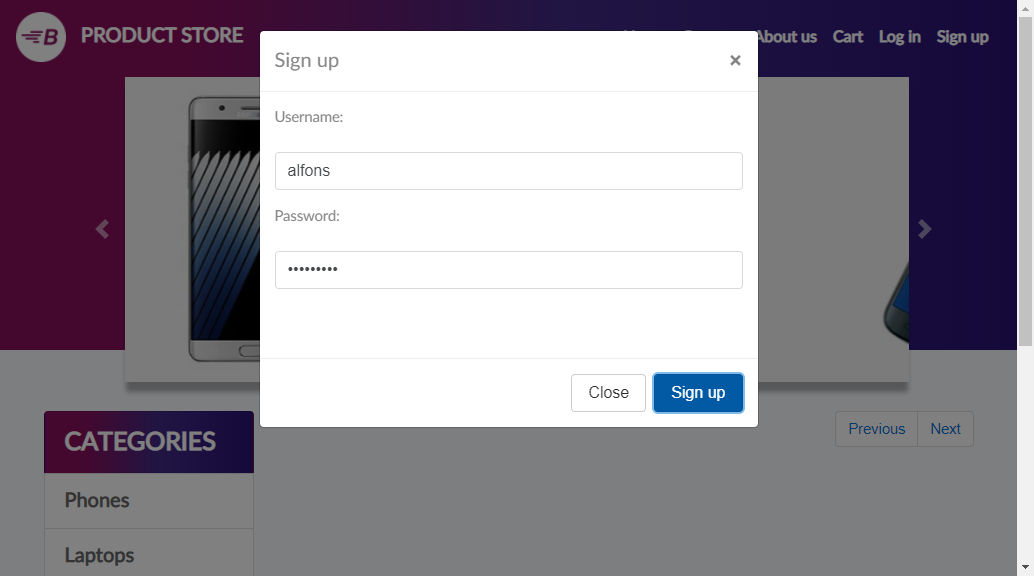 B PRODUCT STORE
About us Cart Log in Sign up
Sign up ×
Username:
alfons
Password:
•••••••••
Close Sign up
CATEGORIES
Previous Next
Phones
Laptops